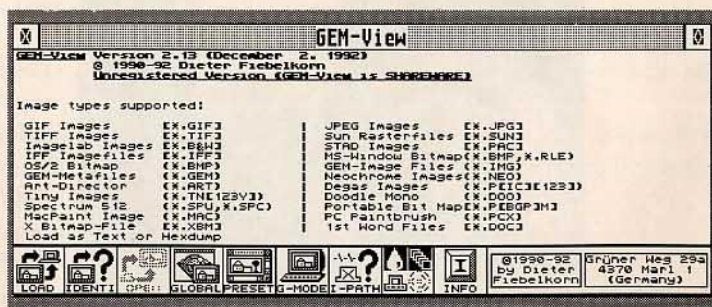 GEM-View
GEM-View Version 2.13 (December 2. 1992)
@ 1990-92 Dieter Fiebelkorn
Unregistered Version (GEM-View is SHAREWARE)
Image types supported:
GIF Images [*.GIF] | JPEG Images [*.JPG]
TIFF Images [*.TIF] | Sun Rasterfiles [*.SUN]
Imagelab Images [*.B&W] | STAD Images [*.PAC]
IFF Imagefiles [*.IFF] | MS-Window Bitmap(*.BMP,*.RLE)
OS/2 Bitmap (*.BMP) | GEM-Image Files (*.IMG)
GEM-Metafiles (*.GEM) | Neochrome Images(*.NEO)
Art-Director (*.ART) | Degas Images (*.P[IC][123])
Tiny Images (*.TN[123Y]) | Doodle Mono (*.DOO)
Spectrum 512 (*.SPU,*.SPC) | Portable Bit Map[*.P[BGP]M]
MacPaint Image (*.MAC) | PC Paintbrush (*.PCX)
X Bitmap-File [*.XBM] | 1st Word Files [*.DOC]
Load as Text or Hexdump
LOAD IDENTI OPEN GLOBAL PRESET G-MODE I-PATH INFO
@1990-92
by Dieter
Fiebelkorn
Grüner Weg 29a
4370 Marl 1
(Germany)